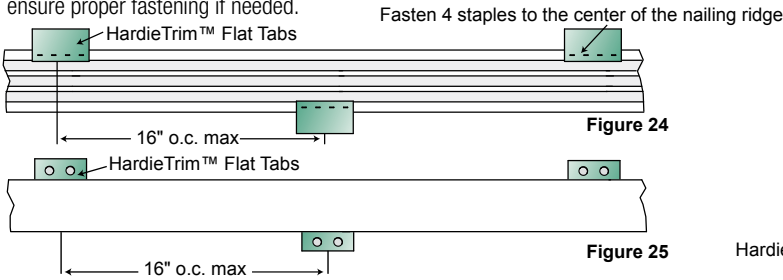 ensure proper fastening if needed.
Fasten 4 staples to the center of the nailing ridge
HardieTrim™ Flat Tabs
16" o.c. max
Figure 24
HardieTrim™ Flat Tabs
16" o.c. max
Figure 25
Hardie